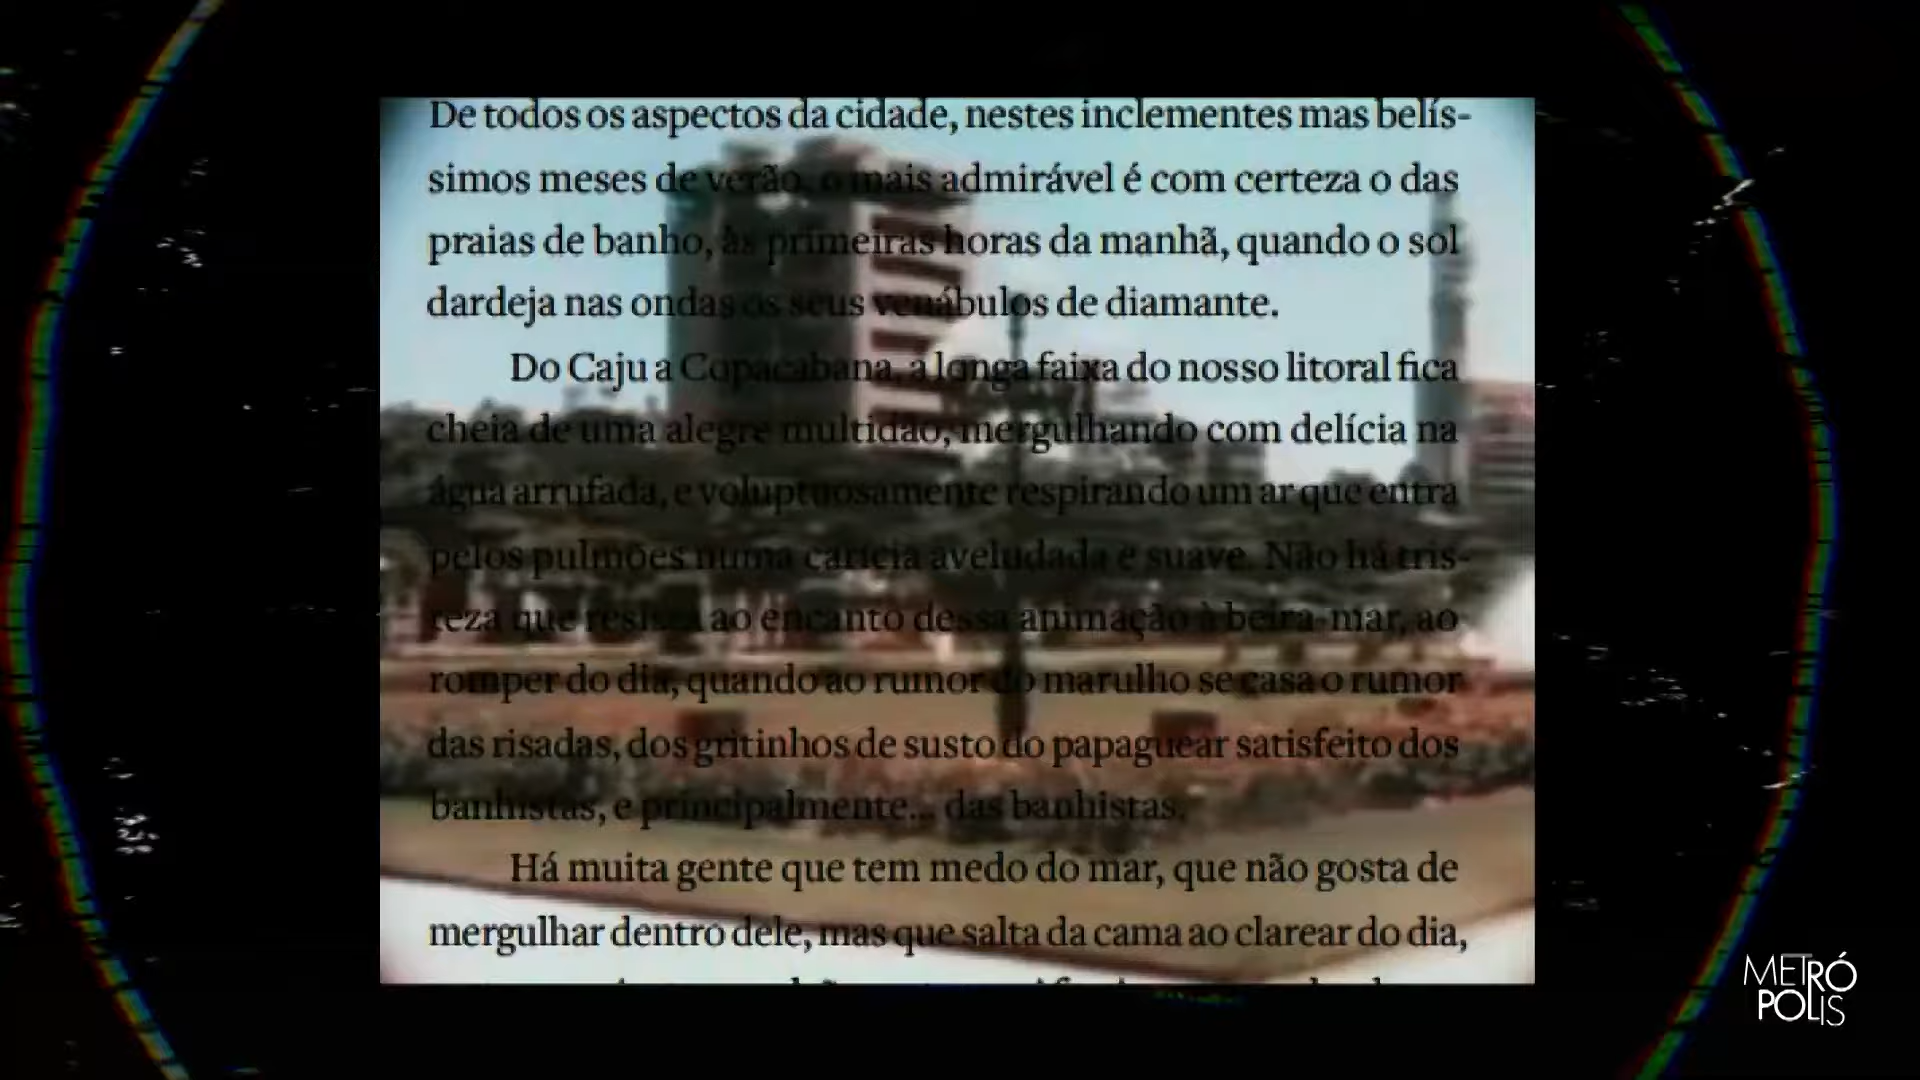 De todos os aspectos da cidade, nestes inclementes mas belís-
simos meses de verão, o mais admirável é com certeza o das
praias de banho, às primeiras horas da manhã, quando o sol
dardeja nas ondas os seus venábulos de diamante.
Do Caju a Copacabana, a longa faixa do nosso litoral fica
cheia de uma alegre multidão, mergulhando com delícia na
água arrufada, e voluptuosamente respirando um ar que entra
pelos pulmões numa carícia aveludada e suave. Não há tris-
teza que resista ao encanto dessa animação à beira-mar, ao
romper do dia, quando ao rumor do marulho se casa o rumor
das risadas, dos gritinhos de susto do papaguear satisfeito dos
banhistas, e principalmente... das banhistas.
Há muita gente que tem medo do mar, que não gosta de
mergulhar dentro dele, mas que salta da cama ao clarear do dia,
METRÓ
POLIS